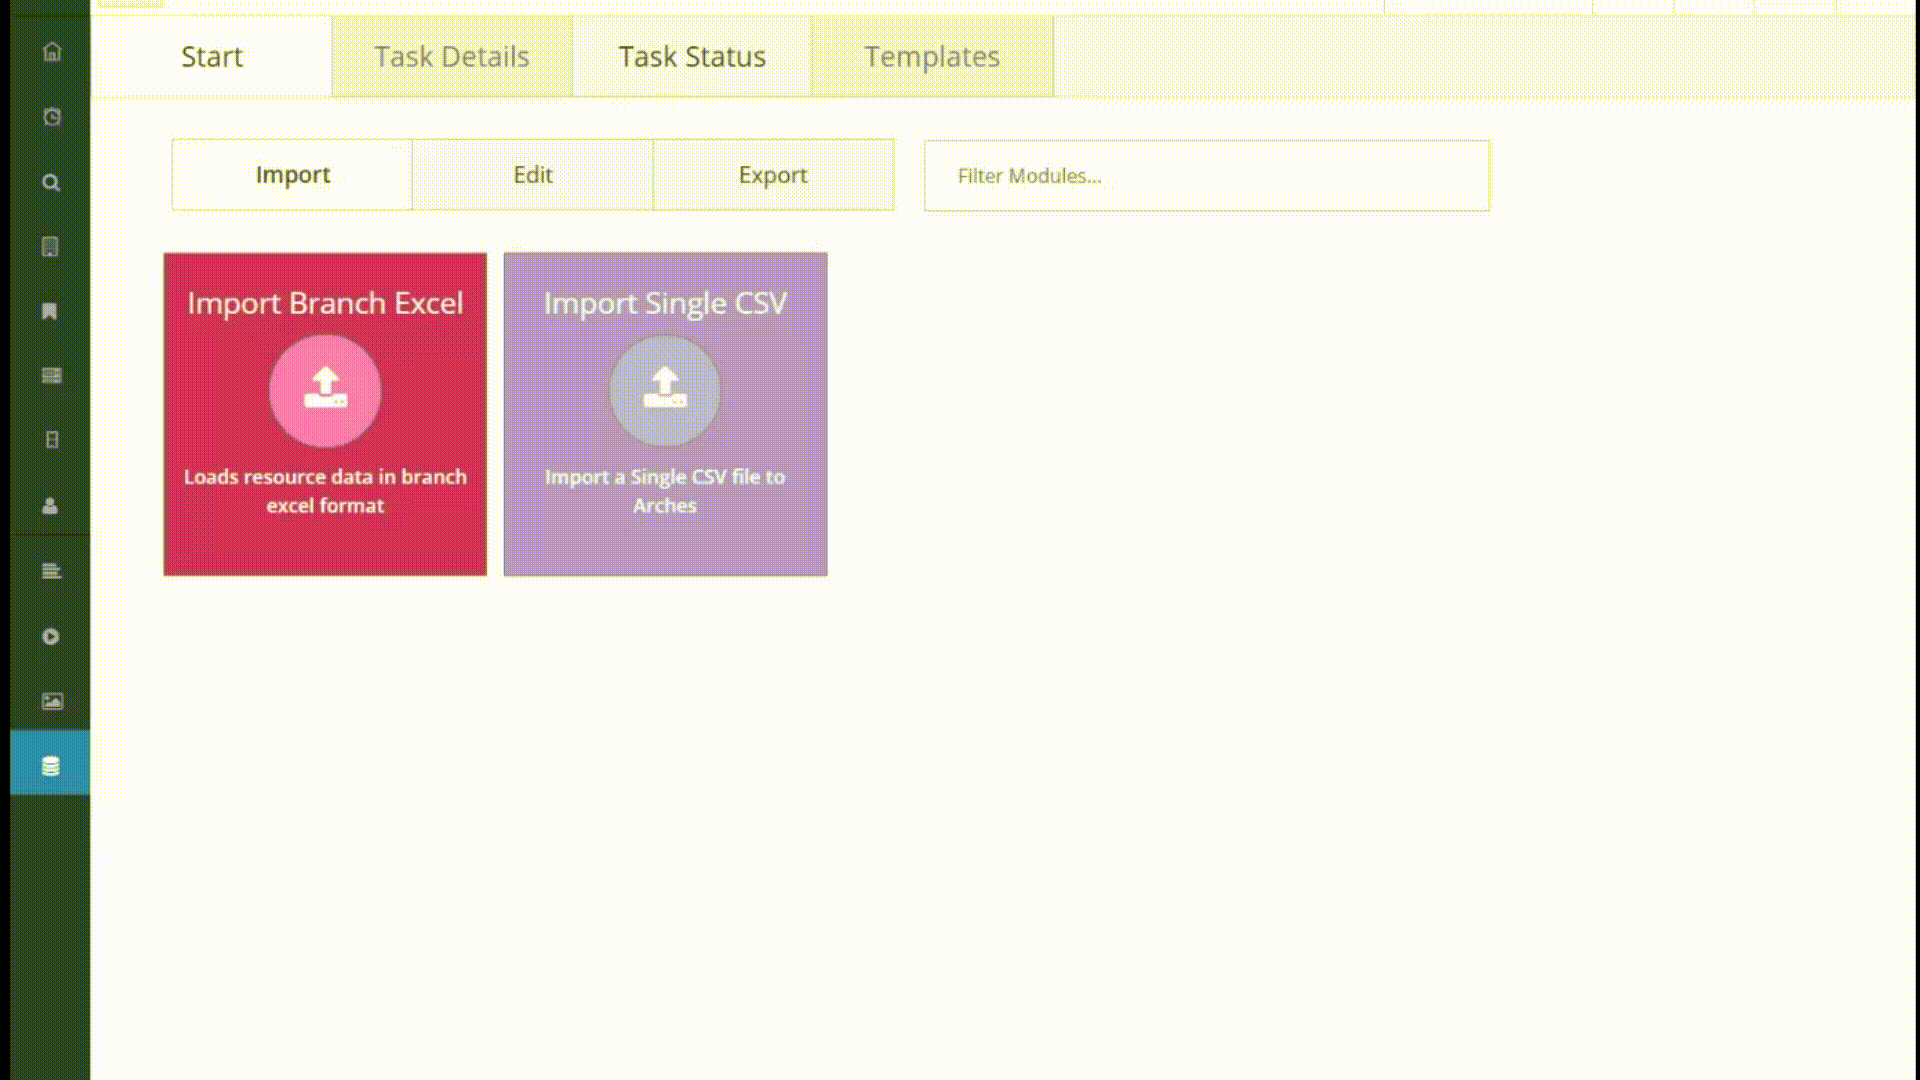 Start
Task Details
Task Status
Templates
Import
Edit
Export
Filter Modules...
Import Branch Excel
Loads resource data in branch
excel format
Import Single CSV
Import a Single CSV file to
Arches